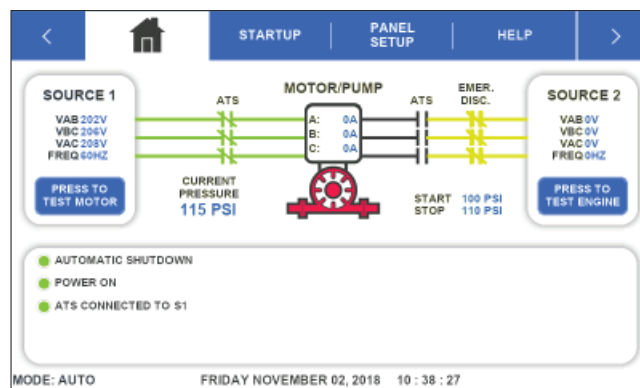 STARTUP
PANEL
SETUP
HELP
SOURCE 1
VAB 202V
VBC 206V
VAC 208V
FREQ 60HZ
PRESS TO
TEST MOTOR
ATS
MOTOR/PUMP
A: 0A
B: 0A
C: 0A
ATS
EMER.
DISC.
SOURCE 2
VAB 0V
VBC 0V
VAC 0V
FREQ 0HZ
PRESS TO
TEST ENGINE
CURRENT
PRESSURE
115 PSI
START 100 PSI
STOP 110 PSI
AUTOMATIC SHUTDOWN
POWER ON
ATS CONNECTED TO S1
MODE: AUTO
FRIDAY NOVEMBER 02, 2018 10 : 38 : 27